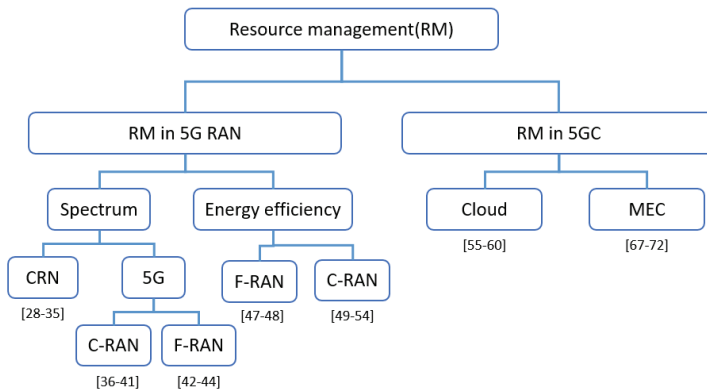 Resource management(RM)
RM in 5G RAN
RM in 5GC
Spectrum
Energy efficiency
Cloud
MEC
[55-60]
[67-72]
CRN
5G
F-RAN
C-RAN
[28-35]
[47-48]
[49-54]
C-RAN
F-RAN
[36-41]
[42-44]